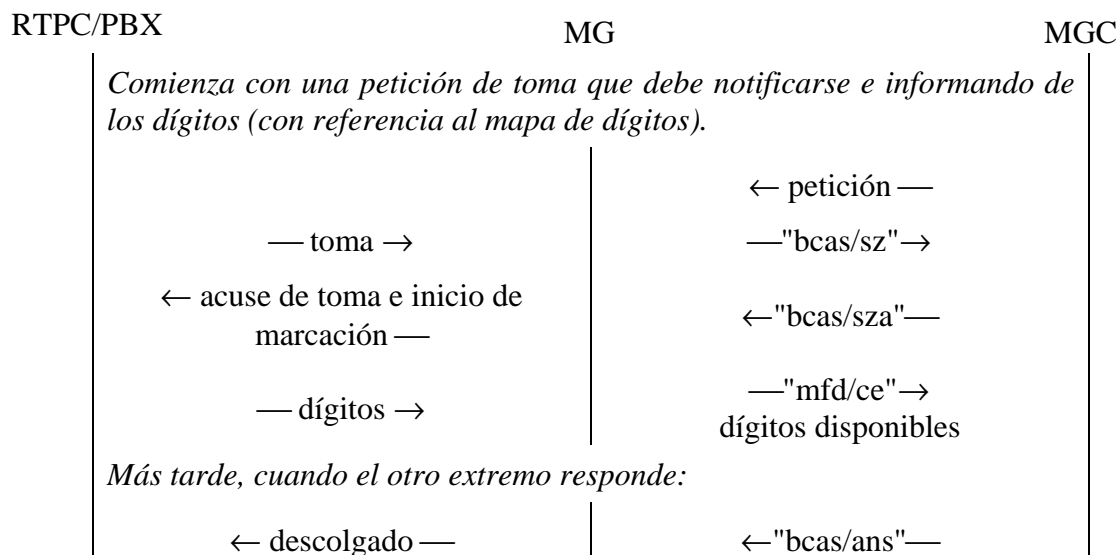 RTPC/PBX MG MGC
Comienza con una petición de toma que debe notificarse e informando de
los dígitos (con referencia al mapa de dígitos).
← petición —
— toma → —"bcas/sz"→
← acuse de toma e inicio de
marcación — ←"bcas/sza"—
— dígitos → —"mfd/ce"→
dígitos disponibles
Más tarde, cuando el otro extremo responde:
← descolgado — ←"bcas/ans"—